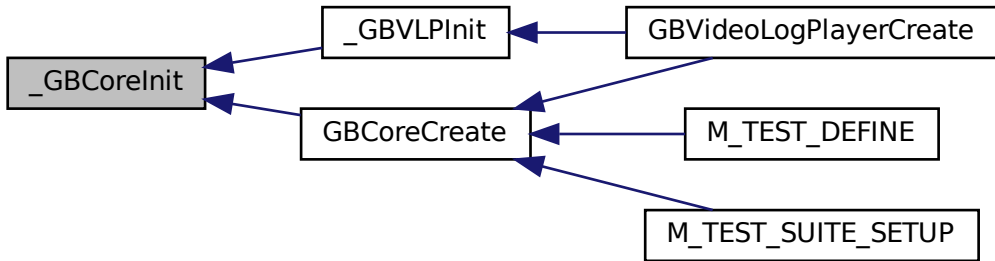 _GBCoreInit
_GBVLPInit
GBCoreCreate
GBVideoLogPlayerCreate
M_TEST_DEFINE
M_TEST_SUITE_SETUP